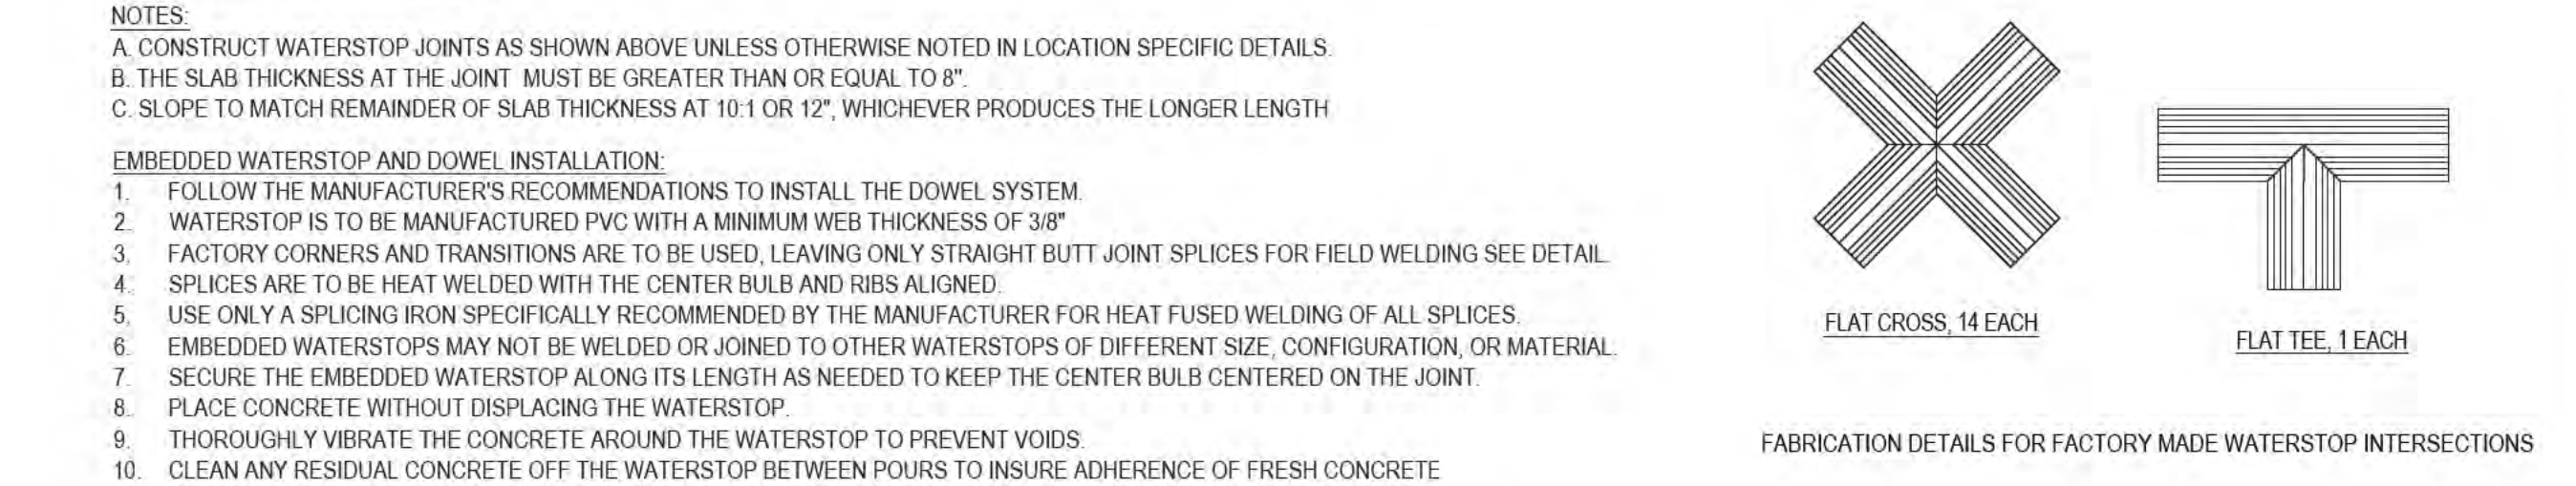 NOTES:
A. CONSTRUCT WATERSTOP JOINTS AS SHOWN ABOVE UNLESS OTHERWISE NOTED IN LOCATION SPECIFIC DETAILS.
B. THE SLAB THICKNESS AT THE JOINT MUST BE GREATER THAN OR EQUAL TO 8".
C. SLOPE TO MATCH REMAINDER OF SLAB THICKNESS AT 10:1 OR 12", WHICHEVER PRODUCES THE LONGER LENGTH
EMBEDDED WATERSTOP AND DOWEL INSTALLATION:
1. FOLLOW THE MANUFACTURER'S RECOMMENDATIONS TO INSTALL THE DOWEL SYSTEM.
2. WATERSTOP IS TO BE MANUFACTURED PVC WITH A MINIMUM WEB THICKNESS OF 3/8"
3. FACTORY CORNERS AND TRANSITIONS ARE TO BE USED, LEAVING ONLY STRAIGHT BUTT JOINT SPLICES FOR FIELD WELDING SEE DETAIL.
4. SPLICES ARE TO BE HEAT WELDED WITH THE CENTER BULB AND RIBS ALIGNED.
5. USE ONLY A SPLICING IRON SPECIFICALLY RECOMMENDED BY THE MANUFACTURER FOR HEAT FUSED WELDING OF ALL SPLICES.
6. EMBEDDED WATERSTOPS MAY NOT BE WELDED OR JOINED TO OTHER WATERSTOPS OF DIFFERENT SIZE, CONFIGURATION, OR MATERIAL.
7. SECURE THE EMBEDDED WATERSTOP ALONG ITS LENGTH AS NEEDED TO KEEP THE CENTER BULB CENTERED ON THE JOINT.
8. PLACE CONCRETE WITHOUT DISPLACING THE WATERSTOP.
9. THOROUGHLY VIBRATE THE CONCRETE AROUND THE WATERSTOP TO PREVENT VOIDS.
10. CLEAN ANY RESIDUAL CONCRETE OFF THE WATERSTOP BETWEEN POURS TO INSURE ADHERENCE OF FRESH CONCRETE
FLAT CROSS, 14 EACH
FLAT TEE, 1 EACH
FABRICATION DETAILS FOR FACTORY MADE WATERSTOP INTERSECTIONS